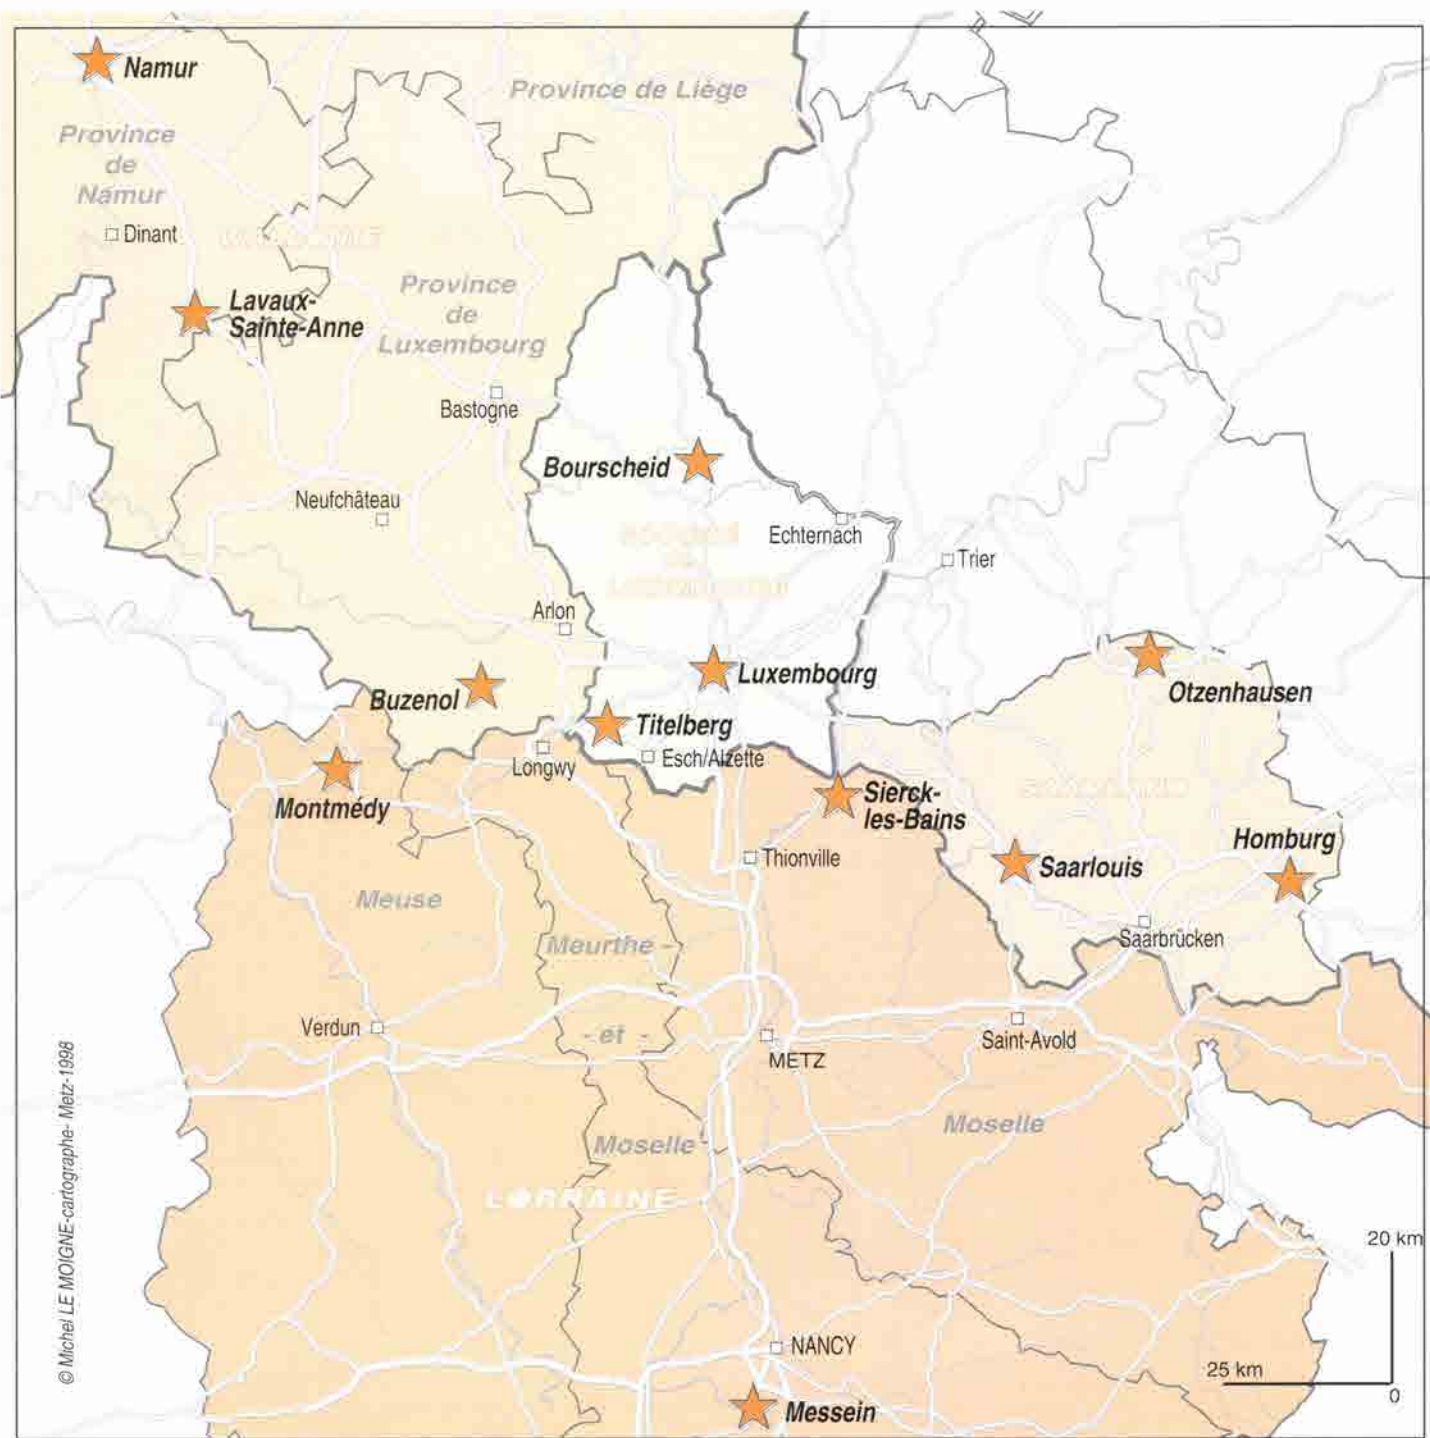 Namur
Province de Liège
Province
de
Namur
Dinant
WALLONIE
Lavaux-
Sainte-Anne
Province
de
Luxembourg
Bastogne
Bourscheid
Neufchâteau
Echternach
Trier
Arlon
Buzenol
Luxembourg
Otzenhausen
Titelberg
Esch/Alzette
Longwy
Montmédy
Sierck-
les-Bains
Homburg
Thionville
Saarlouis
Meuse
Saarbrücken
Meurthe -
Verdun
- et -
METZ
Saint-Avold
Moselle
Moselle
LORRAINE
20 km
NANCY
25 km
0
Messein
© Michel LE MOIGNE-cartographe- Metz-1998